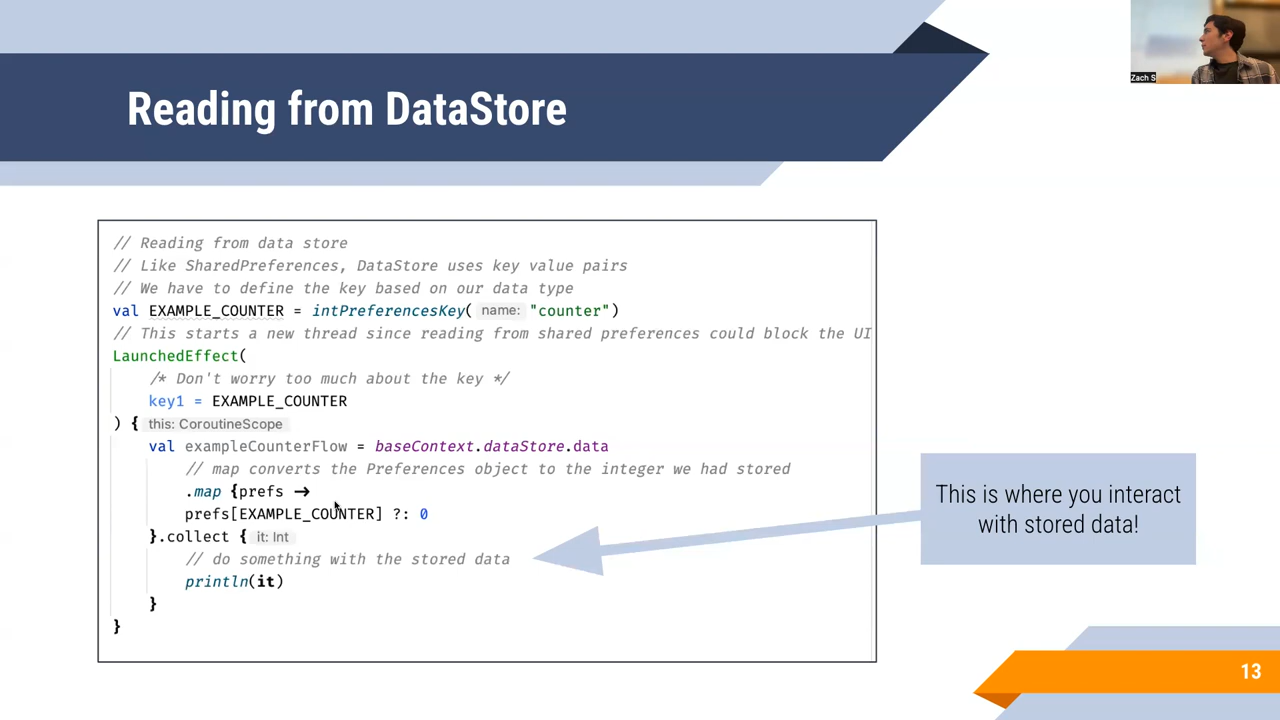 Zach S
Reading from DataStore
// Reading from data store
// Like SharedPreferences, DataStore uses key value pairs
// We have to define the key based on our data type
val EXAMPLE_COUNTER = intPreferencesKey( name: "counter")
// This starts a new thread since reading from shared preferences could block the UI
LaunchedEffect(
/* Don't worry too much about the key */
key1 = EXAMPLE_COUNTER
) { this: CoroutineScope
val exampleCounterFlow = baseContext.dataStore.data
// map converts the Preferences object to the integer we had stored
.map {prefs →
prefs[EXAMPLE_COUNTER] ?: 0
}.collect { it: Int
// do something with the stored data
println(it)
}
}
This is where you interact
with stored data!
13